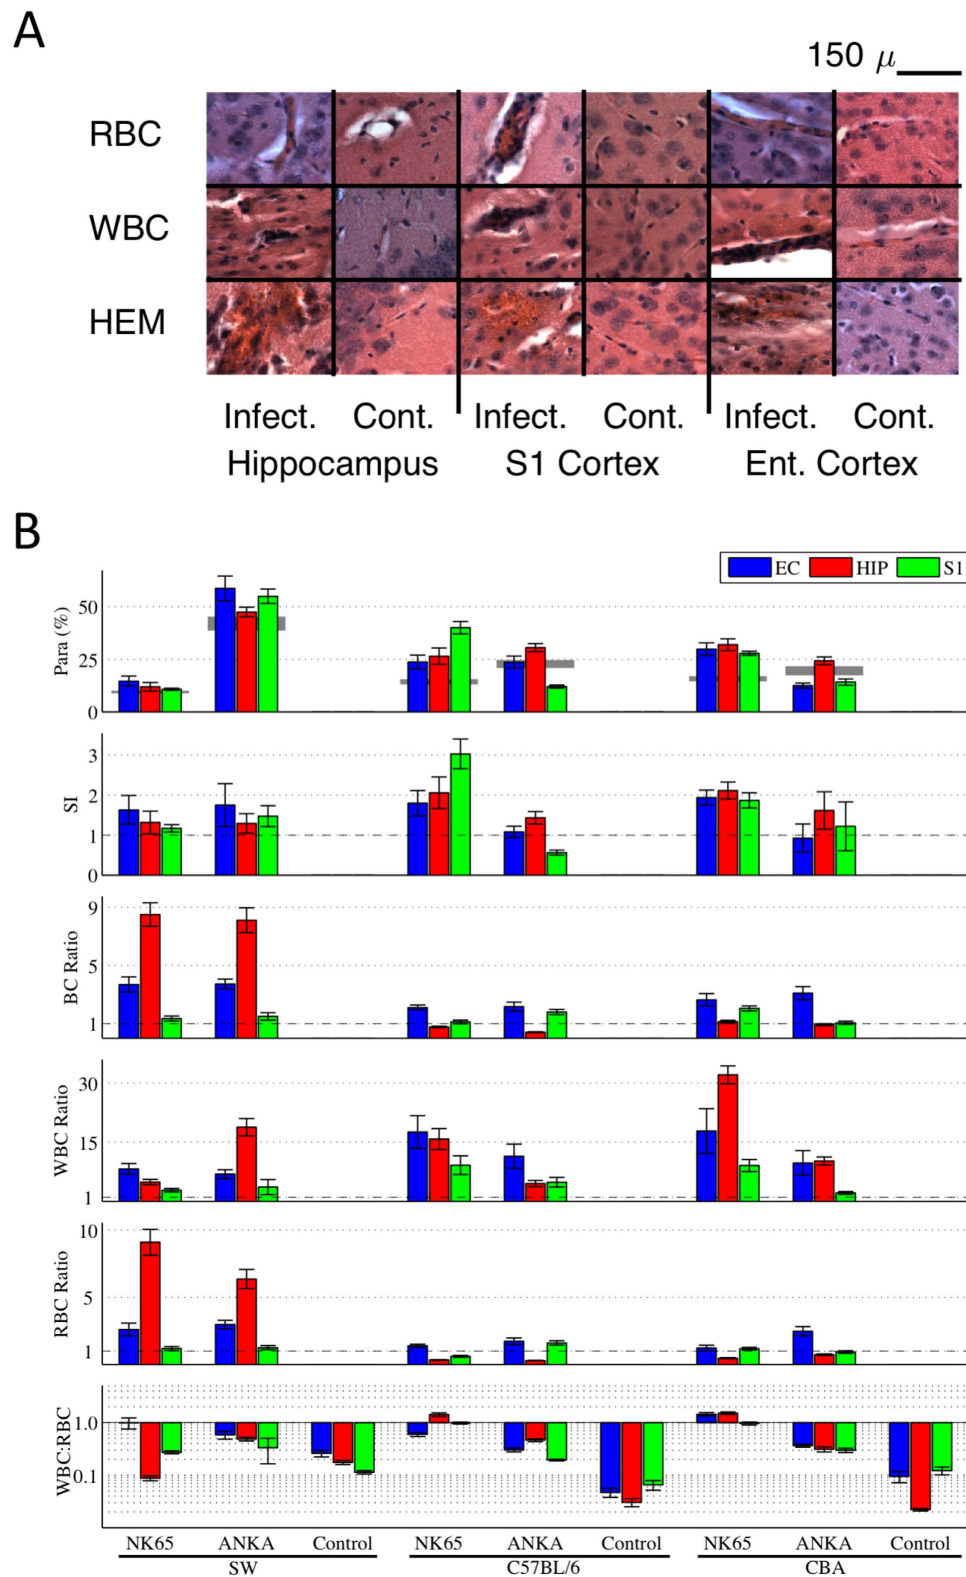 A
150 μ
RBC
WBC
HEM
Infect. Cont. Infect. Cont. Infect. Cont.
Hippocampus S1 Cortex Ent. Cortex
B
EC HIP S1
Para (%)
50
25
0
SI
3
2
1
0
BC Ratio
9
5
1
WBC Ratio
30
15
1
RBC Ratio
10
5
1
WBC:RBC
1.0
0.1
NK65 ANKA Control NK65 ANKA Control NK65 ANKA Control
SW C57BL/6 CBA